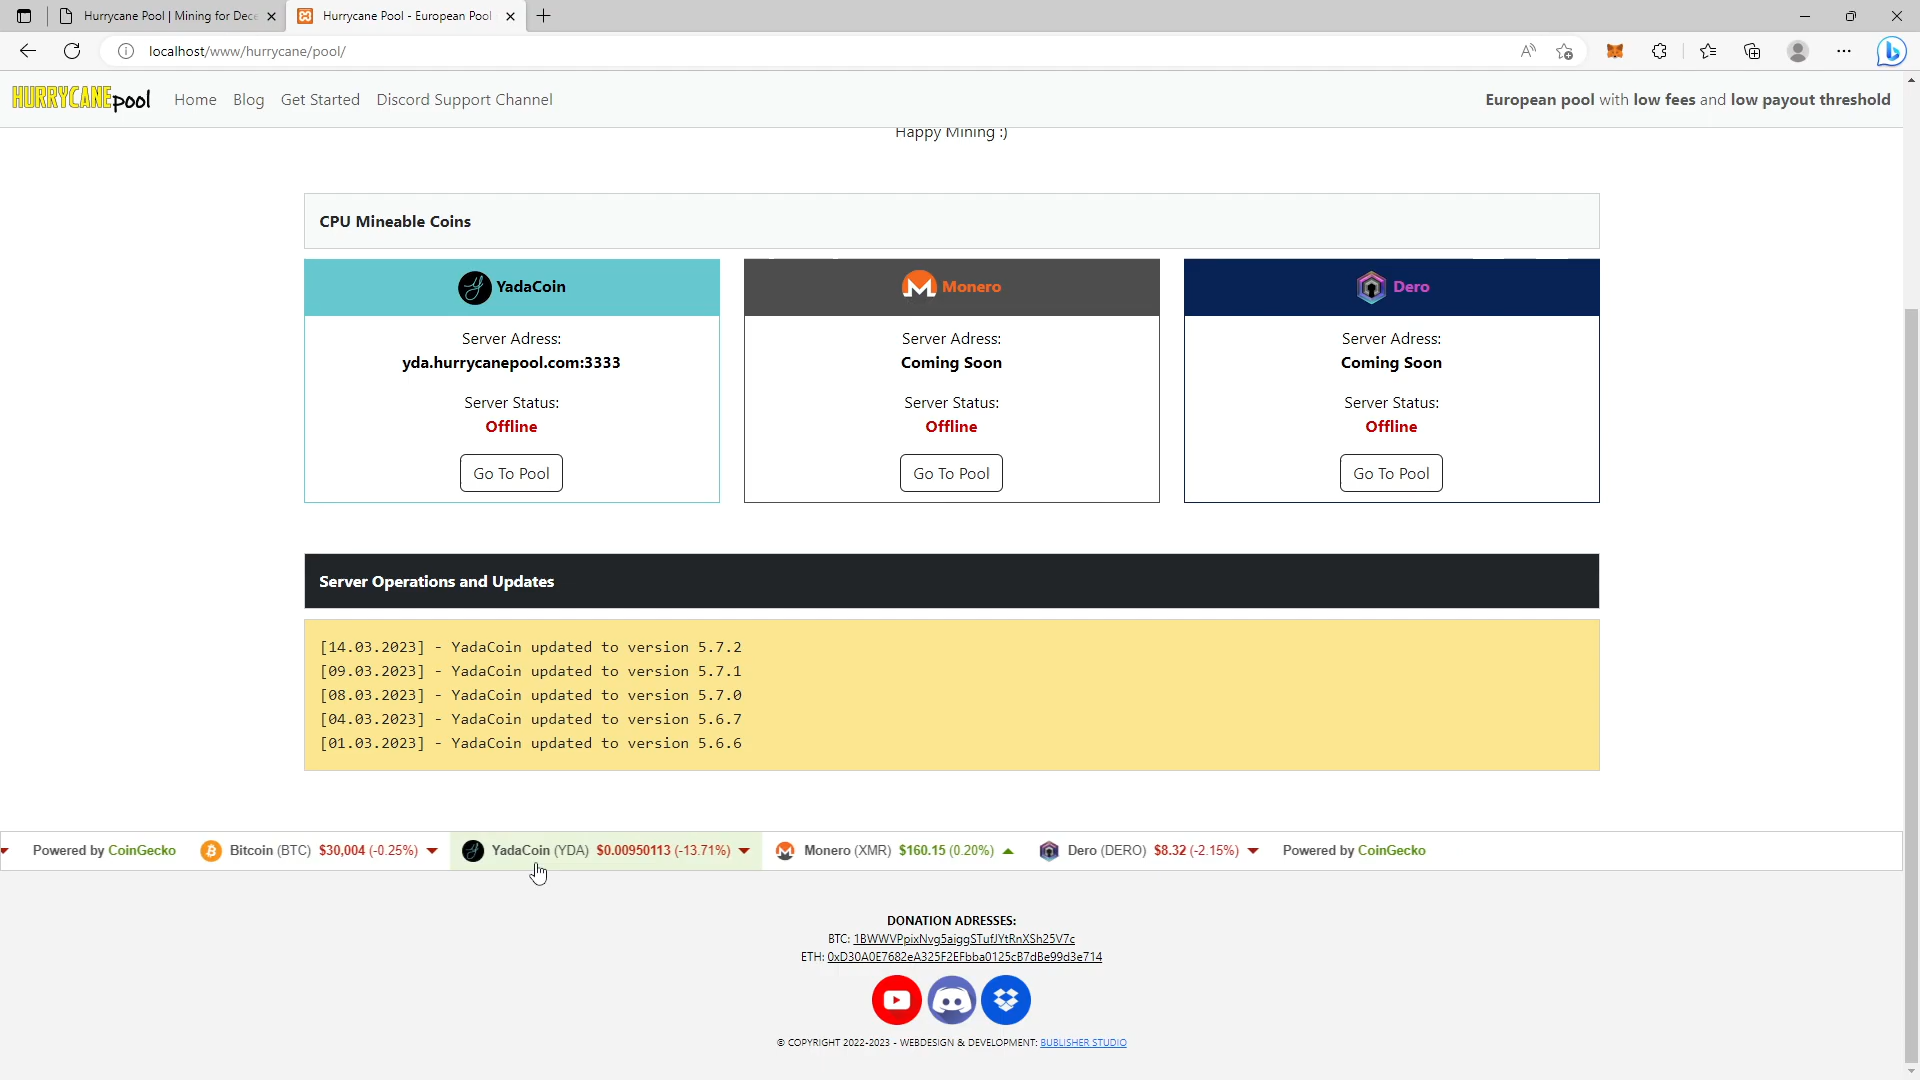 Hurrycane Pool | Mining for Dece
Hurrycane Pool - European Pool
localhost/www/hurrycane/pool/
HURRYCANE pool
Home Blog Get Started Discord Support Channel
European pool with low fees and low payout threshold
Happy Mining :)
CPU Mineable Coins
YadaCoin
Server Adress:
yda.hurrycanepool.com:3333
Server Status:
Offline
Go To Pool
Monero
Server Adress:
Coming Soon
Server Status:
Offline
Go To Pool
Dero
Server Adress:
Coming Soon
Server Status:
Offline
Go To Pool
Server Operations and Updates
[14.03.2023] - YadaCoin updated to version 5.7.2
[09.03.2023] - YadaCoin updated to version 5.7.1
[08.03.2023] - YadaCoin updated to version 5.7.0
[04.03.2023] - YadaCoin updated to version 5.6.7
[01.03.2023] - YadaCoin updated to version 5.6.6
Powered by CoinGecko Bitcoin (BTC) $30,004 (-0.25%) YadaCoin (YDA) $0.00950113 (-13.71%) Monero (XMR) $160.15 (0.20%) Dero (DERO) $8.32 (-2.15%) Powered by CoinGecko
DONATION ADRESSES:
BTC: 1BWWVPpixNvg5aiggSTufJYtRnXSh25V7c
ETH: 0xD30A0E7682eA325F2EFbba0125cB7dBe99d3e714
© COPYRIGHT 2022-2023 - WEBDESIGN & DEVELOPMENT: BUBLISHER STUDIO